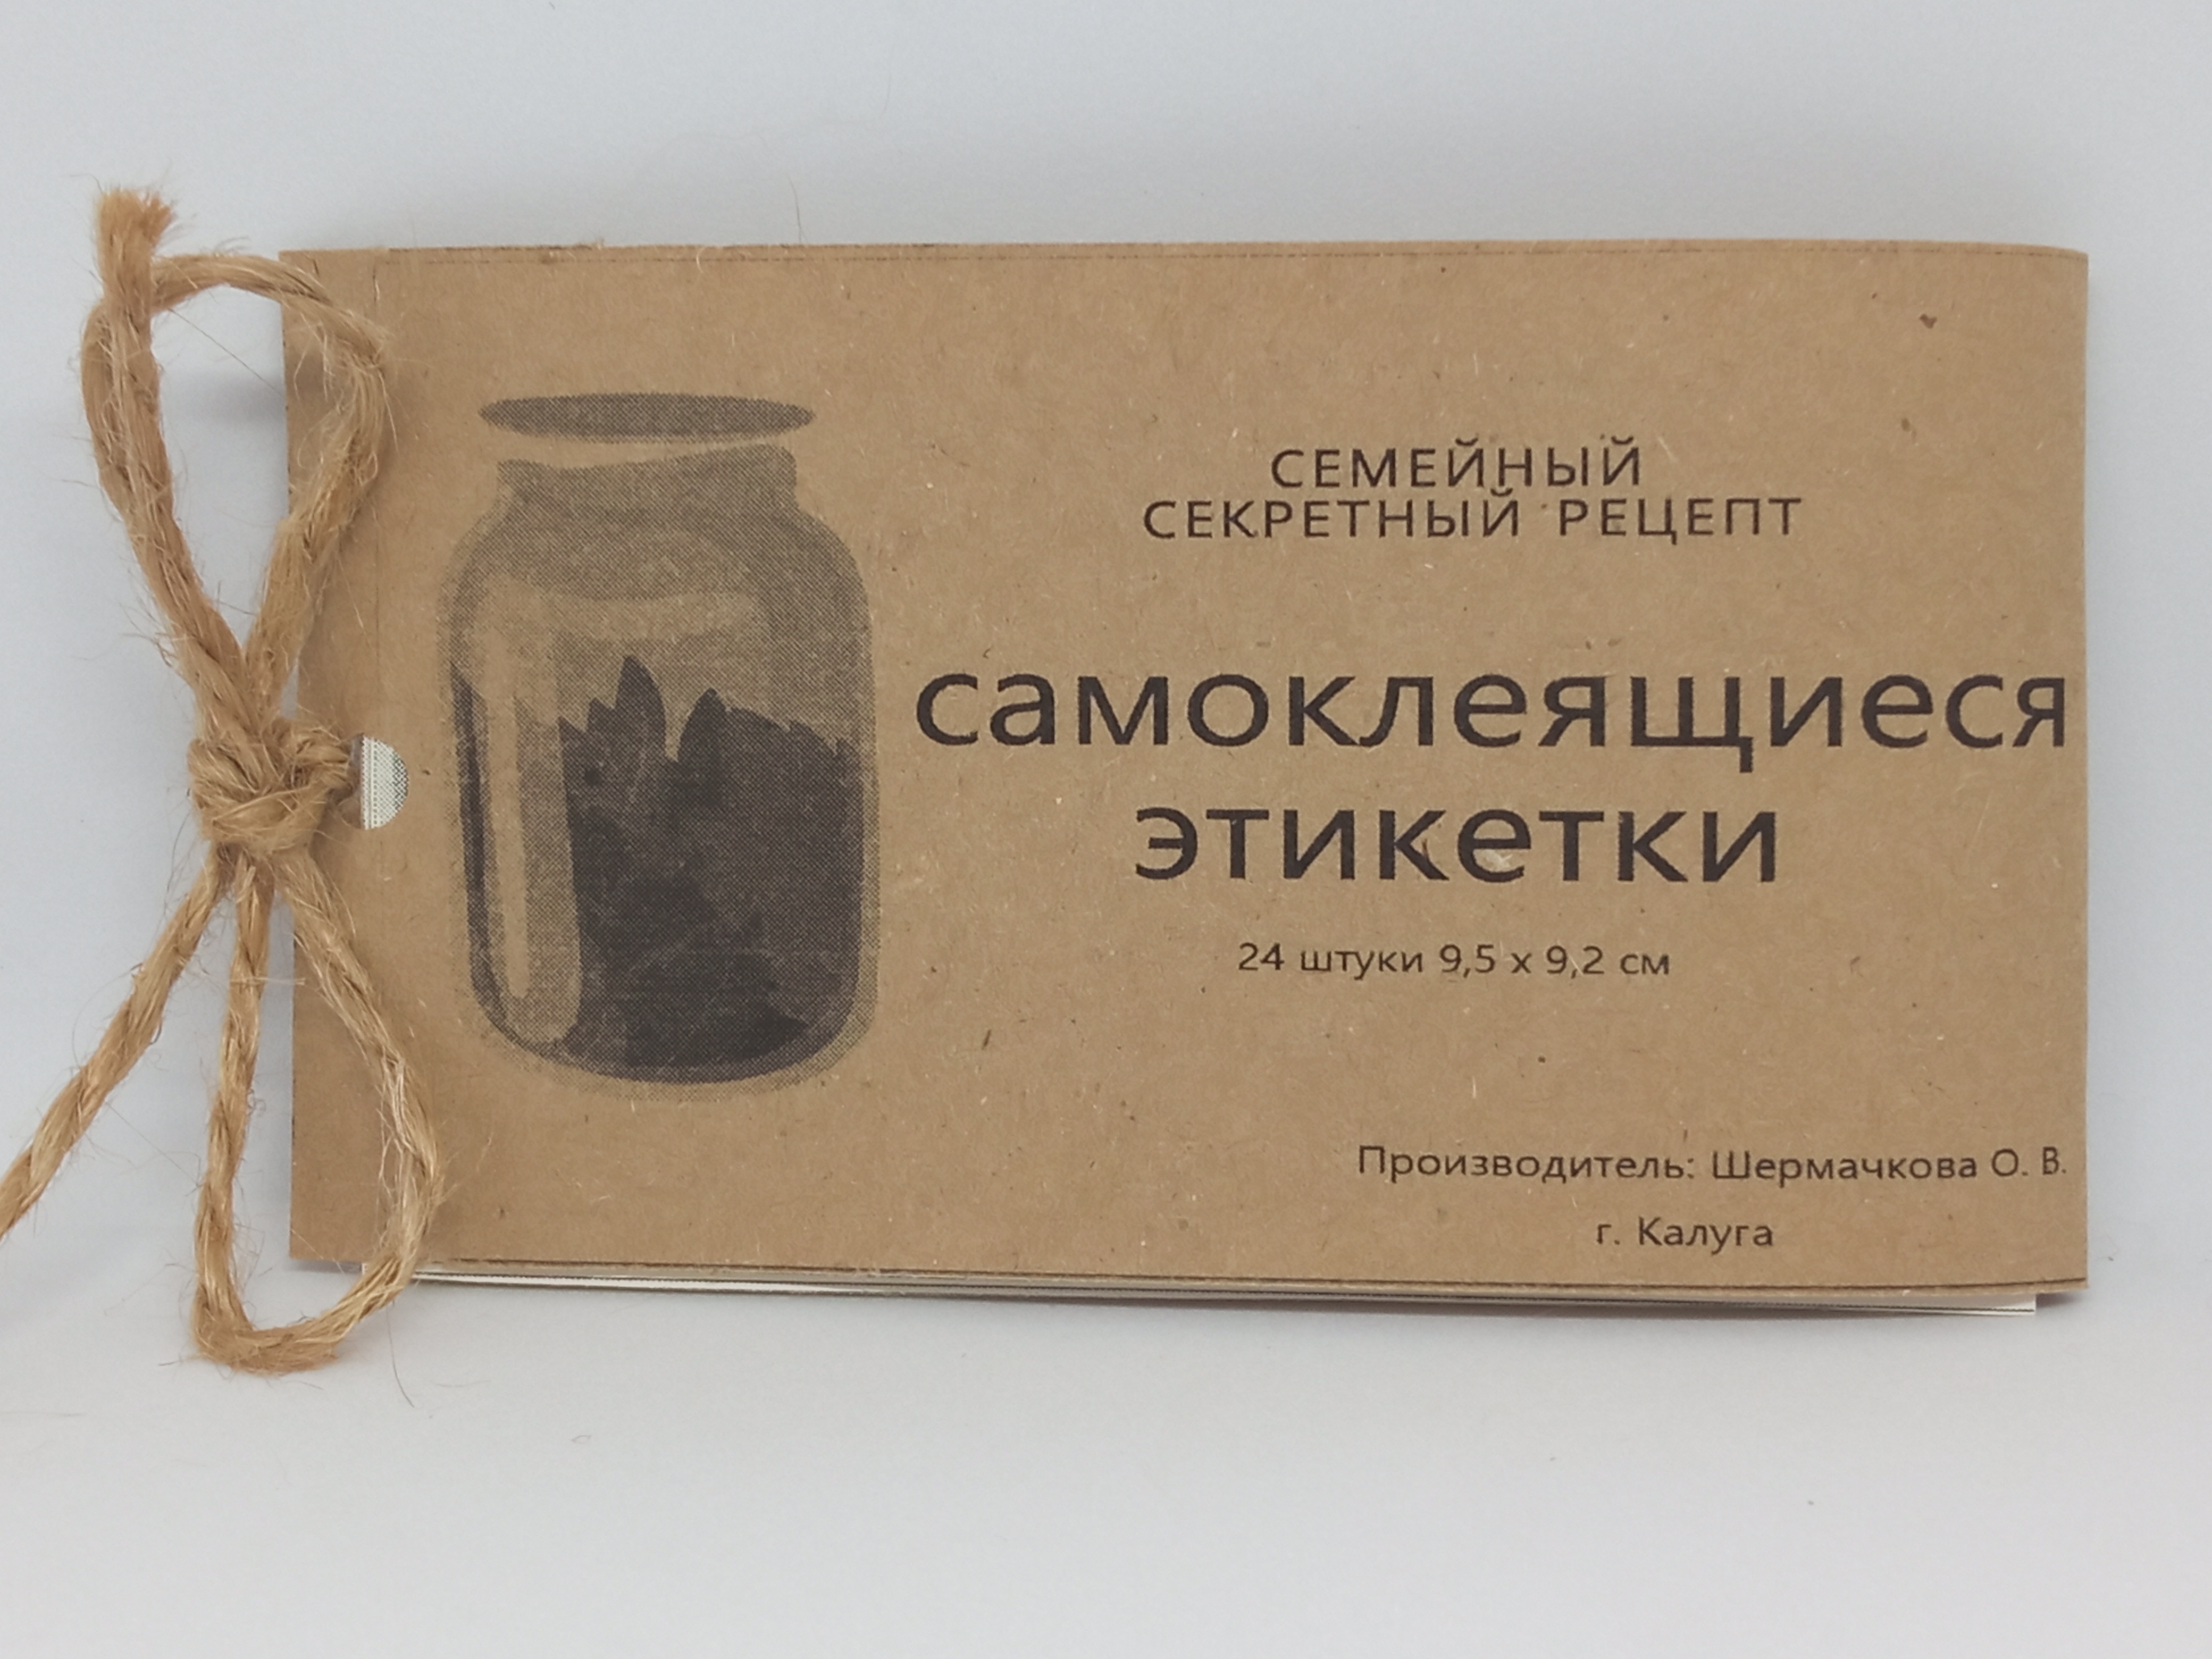 СЕМЕЙНЫЙ
СЕКРЕТНЫЙ РЕЦЕПТ
самоклеящиеся
этикетки
24 штуки 9,5 х 9,2 см
Производитель: Шермачкова О. В.
г. Калуга